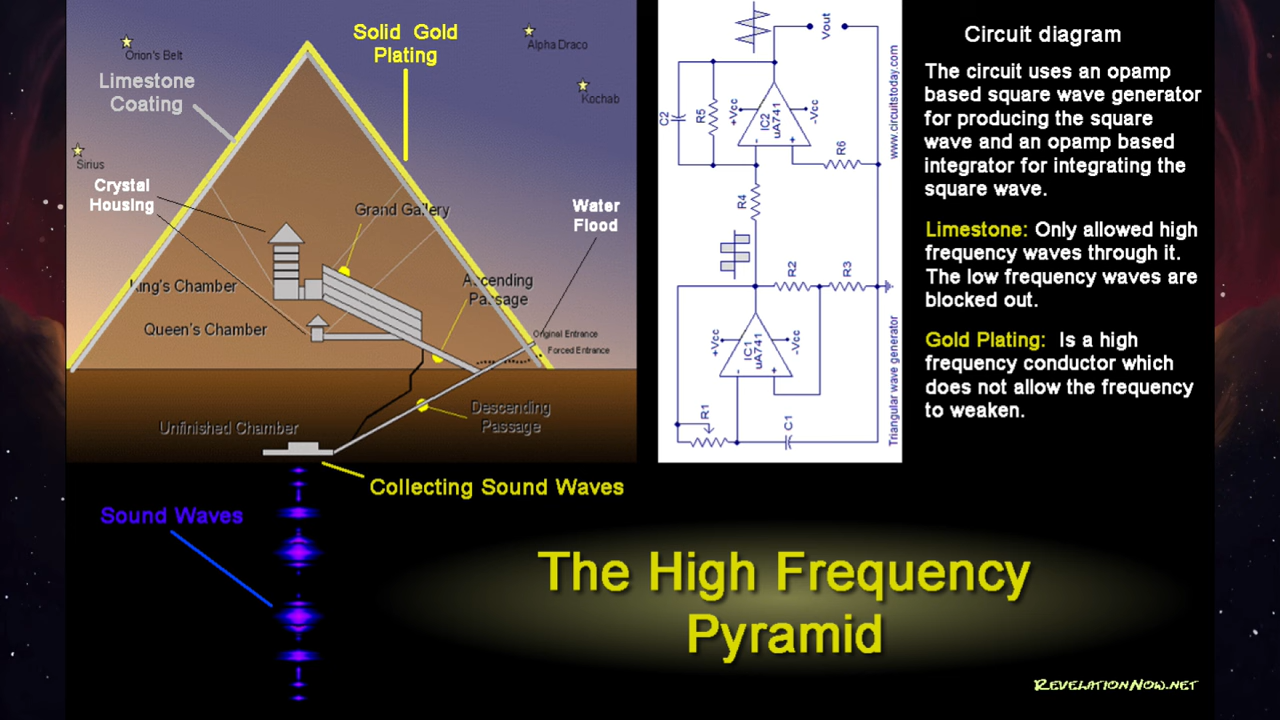 Solid Gold
Plating
Orion's Belt
Alpha Draco
Limestone
Coating
Kochab
Sirius
Crystal
Housing
Grand Gallery
Water
Flood
King's Chamber
Ascending
Passage
Queen's Chamber
Original Entrance
Forced Entrance
Descending
Passage
Unfinished Chamber
Collecting Sound Waves
Sound Waves
Vout
C2
R5
+Vcc
-Vcc
IC2
uA741
-
+
R6
www.circuitstoday.com
R4
R2
R3
+Vcc
-Vcc
IC1
uA741
-
+
R1
C1
Triangular wave generator
Circuit diagram
The circuit uses an opamp
based square wave generator
for producing the square
wave and an opamp based
integrator for integrating the
square wave.
Limestone: Only allowed high
frequency waves through it.
The low frequency waves are
blocked out.
Gold Plating: Is a high
frequency conductor which
does not allow the frequency
to weaken.
The High Frequency
Pyramid
RevelationNow.net